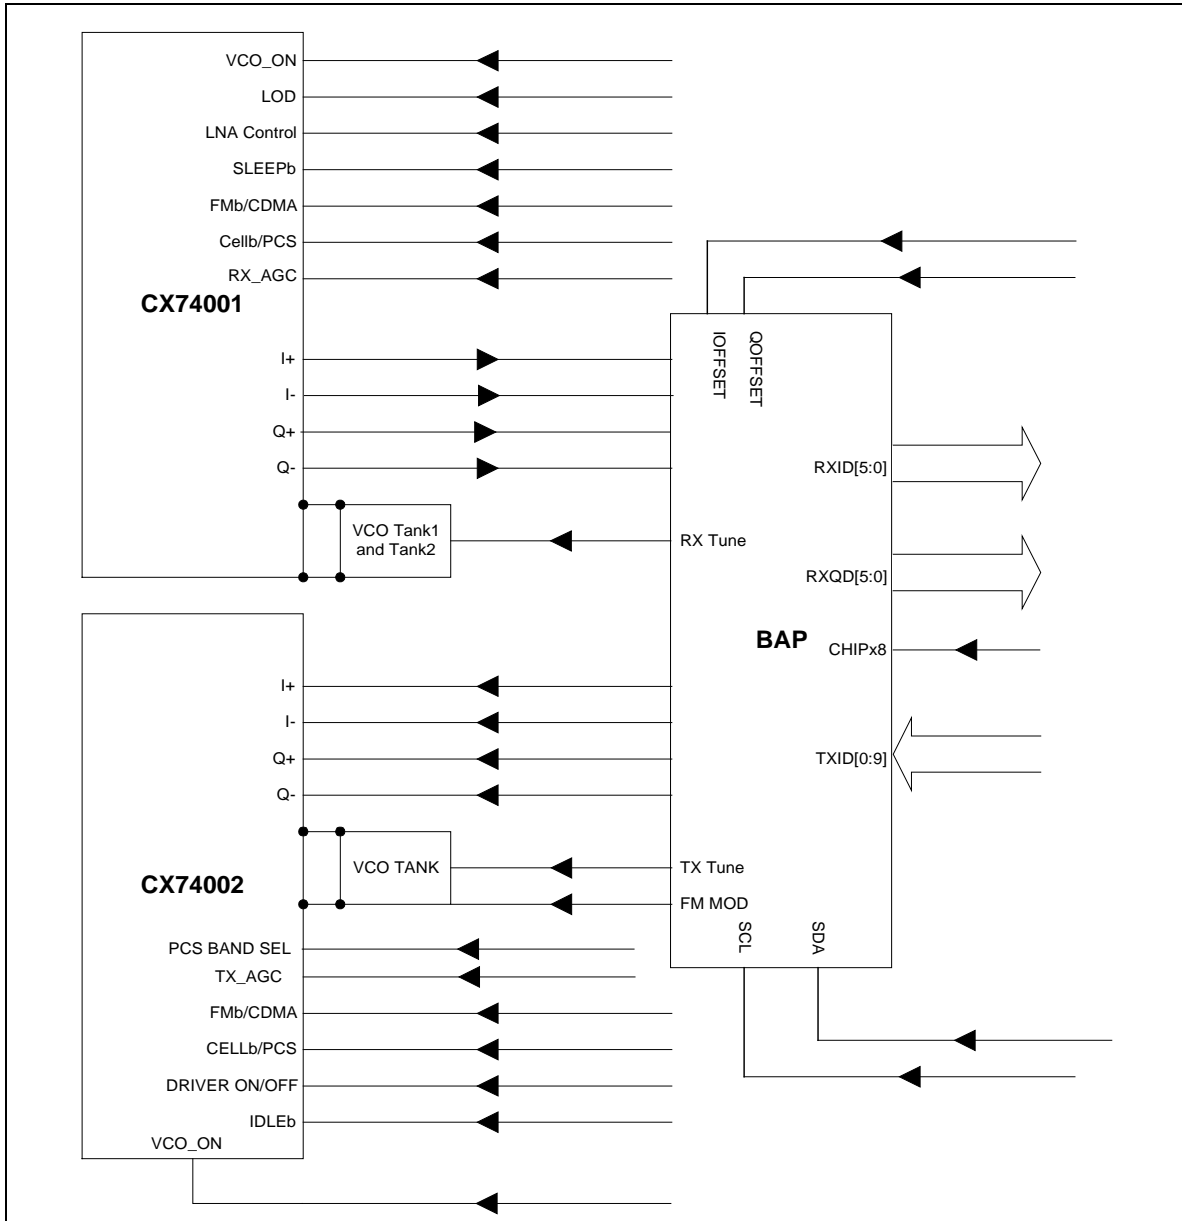 VCO_ON
LOD
LNA Control
SLEEPb
FMb/CDMA
Cellb/PCS
RX_AGC
CX74001
I+
I-
Q+
Q-
VCO Tank1
and Tank2
IOFFSET
QOFFSET
RXID[5:0]
RX Tune
RXQD[5:0]
BAP
CHIPx8
TXID[0:9]
TX Tune
FM MOD
SCL
SDA
I+
I-
Q+
Q-
VCO TANK
CX74002
PCS BAND SEL
TX_AGC
FMb/CDMA
CELLb/PCS
DRIVER ON/OFF
IDLEb
VCO_ON